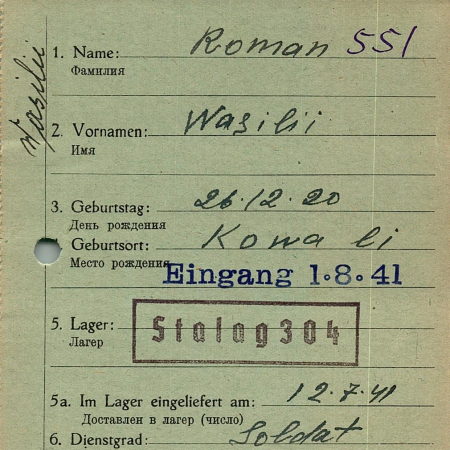 Wasilii
1. Name: Roman 551
Фамилия
2. Vornamen: Wasilii
Имя
3. Geburtstag: 26.12.20
День рождения
Geburtsort: Kowali
Место рождения
Eingang 1.8.41
5. Lager: Stalag 304
Лагерь
5a. Im Lager eingeliefert am: 12.7.41
Доставлен в лагерь (число)
6. Dienstgrad: Soldat